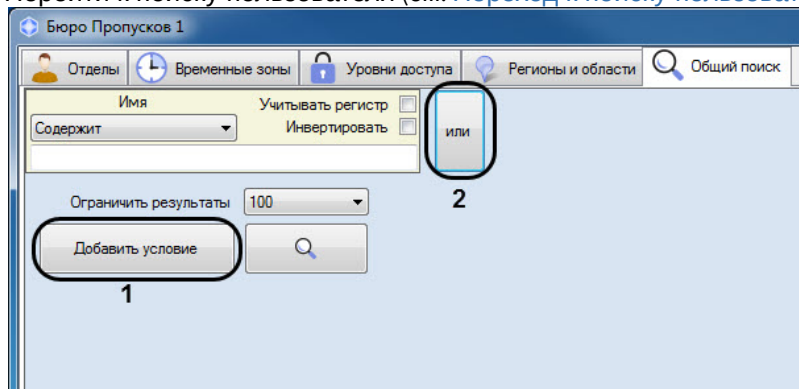 Бюро Пропусков 1
Отделы Временные зоны Уровни доступа Регионы и области Общий поиск
Имя Учитывать регистр
Содержит Инвертировать
или
2
Ограничить результаты 100
Добавить условие
1